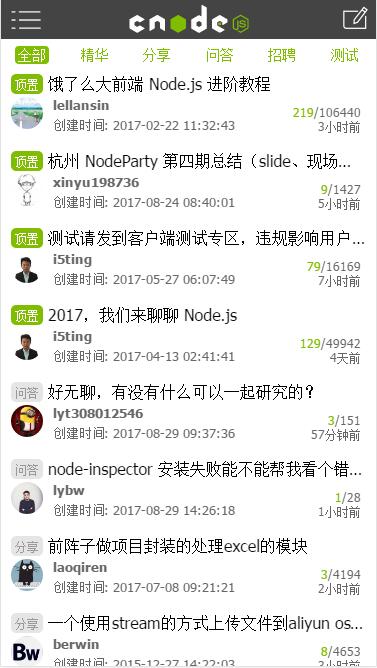 cnode JS
全部 精华 分享 问答 招聘 测试
顶置 饿了么大前端 Node.js 进阶教程
lellansin
219/106440
创建时间: 2017-02-22 11:32:43
3小时前
顶置 杭州 NodeParty 第四期总结（slide、现场...
xinyu198736
9/1427
创建时间: 2017-08-24 08:40:01
5小时前
顶置 测试请发到客户端测试专区，违规影响用户...
i5ting
79/16169
创建时间: 2017-05-27 06:07:49
7小时前
顶置 2017，我们来聊聊 Node.js
i5ting
129/49942
创建时间: 2017-04-13 02:41:41
4天前
问答 好无聊，有没有什么可以一起研究的？
lyt308012546
3/151
创建时间: 2017-08-29 09:37:36
57分钟前
问答 node-inspector 安装失败能不能帮我看个错...
lybw
1/28
创建时间: 2017-08-29 14:26:18
1小时前
分享 前阵子做项目封装的处理excel的模块
laoqiren
3/4194
创建时间: 2017-07-08 09:21:21
2小时前
分享 一个使用stream的方式上传文件到aliyun os...
Bw berwin
8/4653
创建时间: 2015-12-27 14:22:03
2小时前